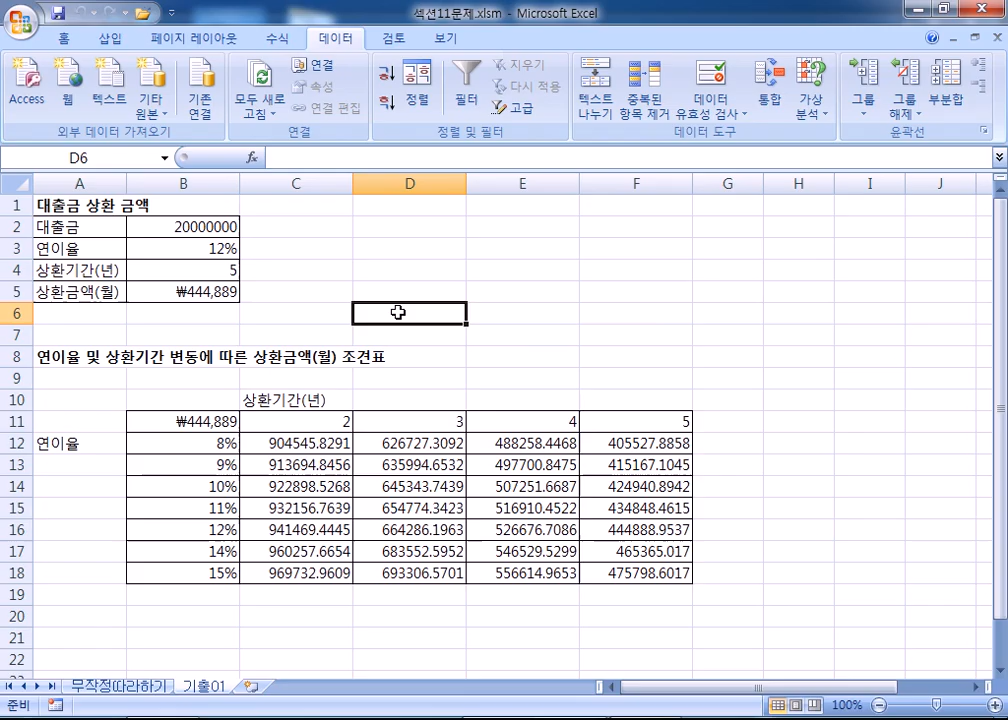 섹션11문제.xlsm - Microsoft Excel
홈 삽입 페이지 레이아웃 수식 데이터 검토 보기
Access 웹 텍스트 기타 원본 기존 연결 모두 새로 고침 연결 속성 연결 편집 정렬 필터 지우기 다시 적용 고급 텍스트 나누기 중복된 항목 제거 데이터 유효성 검사 통합 가상 분석 그룹 그룹 해제 부분합
외부 데이터 가져오기 연결 정렬 및 필터 데이터 도구 윤곽선
D6 fx
A B C D E F G H I J
1 대출금 상환 금액
2 대출금 20000000
3 연이율 12%
4 상환기간(년) 5
5 상환금액(월) ₩444,889
6
7
8 연이율 및 상환기간 변동에 따른 상환금액(월) 조견표
9
10 상환기간(년)
11 ₩444,889 2 3 4 5
12 연이율 8% 904545.8291 626727.3092 488258.4468 405527.8858
13 9% 913694.8456 635994.6532 497700.8475 415167.1045
14 10% 922898.5268 645343.7439 507251.6687 424940.8942
15 11% 932156.7639 654774.3423 516910.4522 434848.4615
16 12% 941469.4445 664286.1963 526676.7086 444888.9537
17 14% 960257.6654 683552.5952 546529.5299 465365.017
18 15% 969732.9609 693306.5701 556614.9653 475798.6017
19
20
21
22
무작정따라하기 기출01
준비 100%